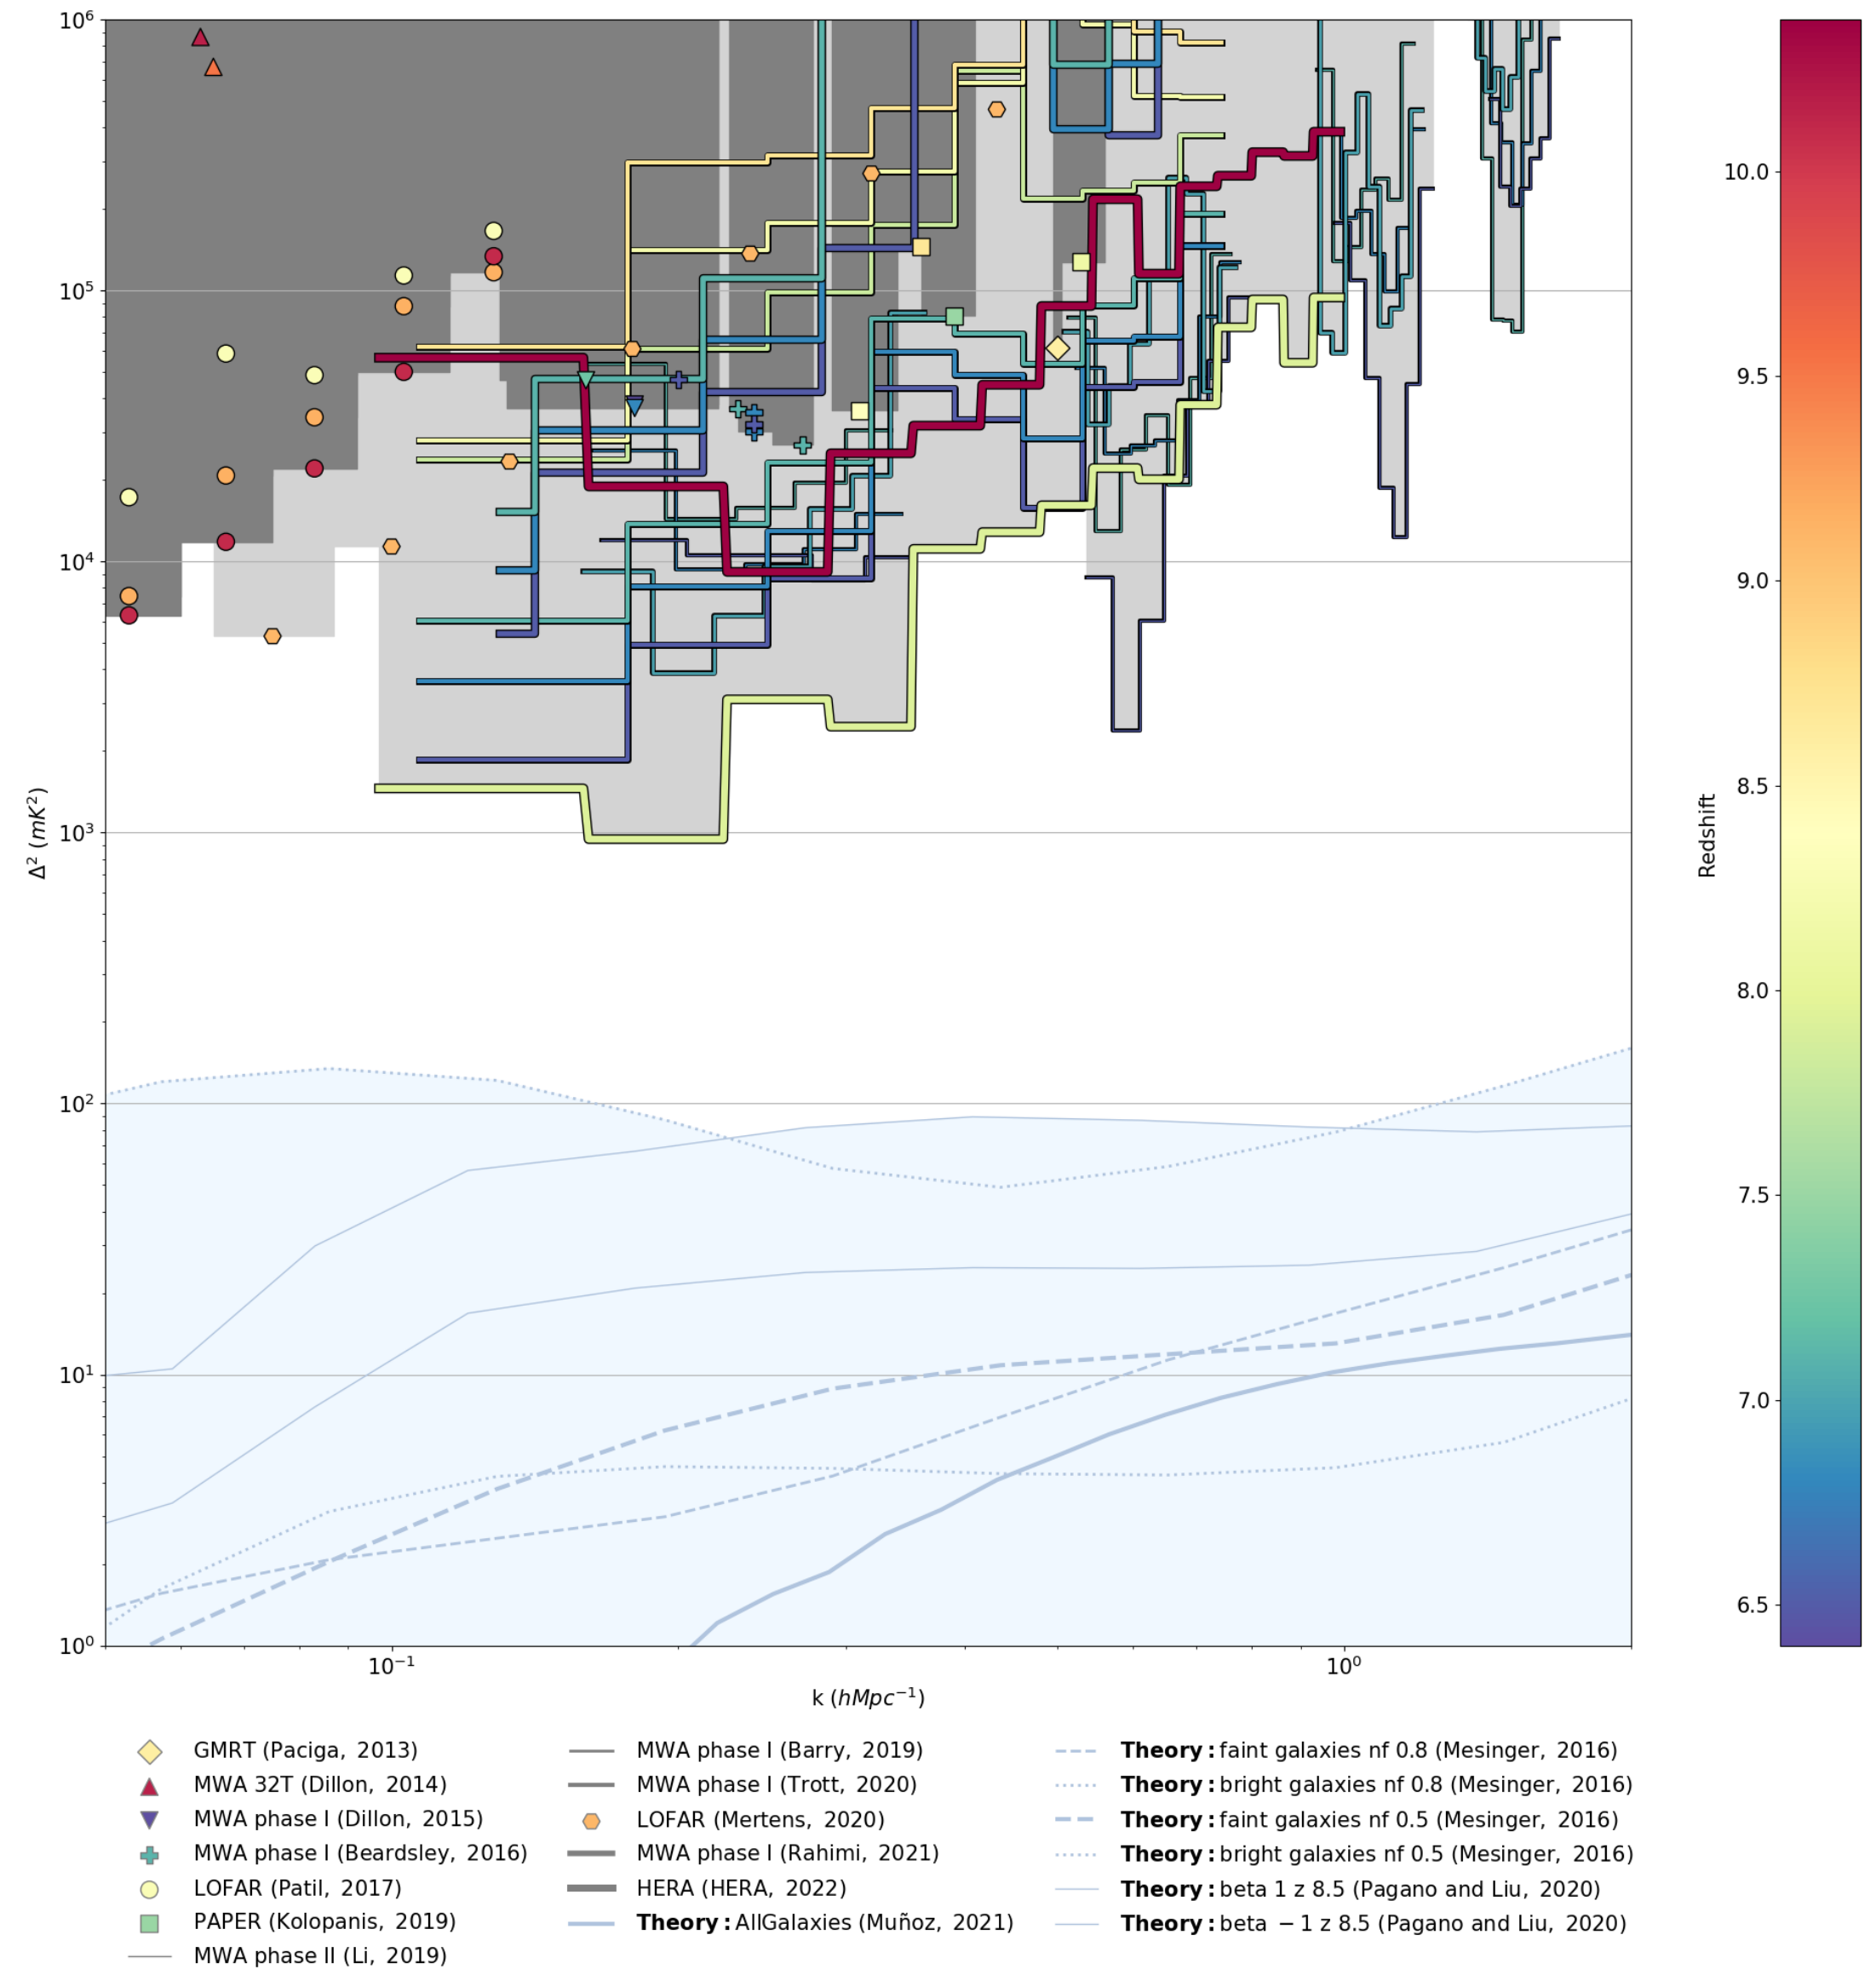 10⁶
10⁵
10⁴
10³
10²
10¹
10⁰
Δ² (mK²)
10⁻¹
10⁰
k (hMpc⁻¹)
10.0
9.5
9.0
8.5
8.0
7.5
7.0
6.5
Redshift
GMRT (Paciga, 2013)
MWA 32T (Dillon, 2014)
MWA phase I (Dillon, 2015)
MWA phase I (Beardsley, 2016)
LOFAR (Patil, 2017)
PAPER (Kolopanis, 2019)
MWA phase II (Li, 2019)
MWA phase I (Barry, 2019)
MWA phase I (Trott, 2020)
LOFAR (Mertens, 2020)
MWA phase I (Rahimi, 2021)
HERA (HERA, 2022)
Theory: AllGalaxies (Muñoz, 2021)
Theory: faint galaxies nf 0.8 (Mesinger, 2016)
Theory: bright galaxies nf 0.8 (Mesinger, 2016)
Theory: faint galaxies nf 0.5 (Mesinger, 2016)
Theory: bright galaxies nf 0.5 (Mesinger, 2016)
Theory: beta 1 z 8.5 (Pagano and Liu, 2020)
Theory: beta −1 z 8.5 (Pagano and Liu, 2020)